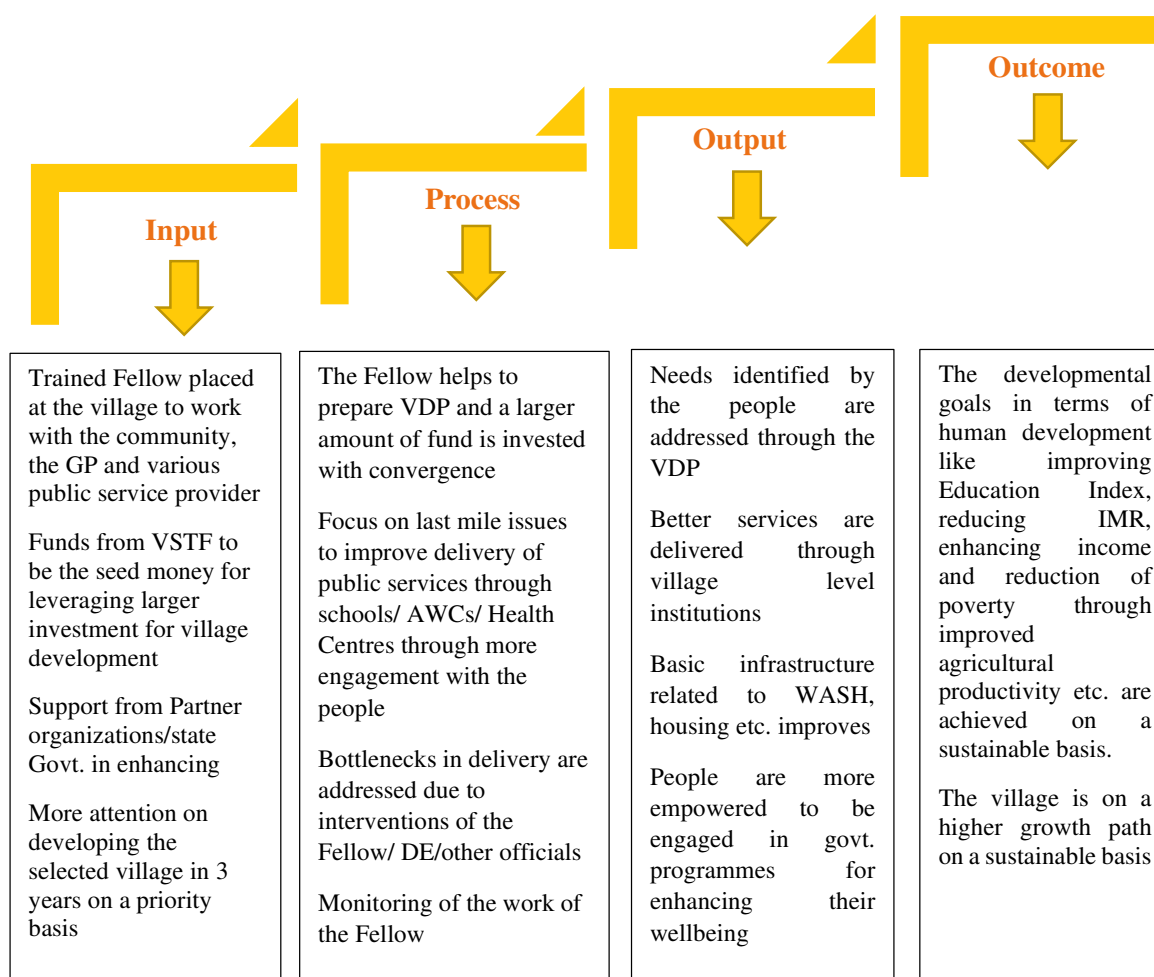 Input
Trained Fellow placed
at the village to work
with the community,
the GP and various
public service provider
Funds from VSTF to
be the seed money for
leveraging larger
investment for village
development
Support from Partner
organizations/state
Govt. in enhancing
More attention on
developing the
selected village in 3
years on a priority
basis
Process
The Fellow helps to
prepare VDP and a larger
amount of fund is invested
with convergence
Focus on last mile issues
to improve delivery of
public services through
schools/ AWCs/ Health
Centres through more
engagement with the
people
Bottlenecks in delivery are
addressed due to
interventions of the
Fellow/ DE/other officials
Monitoring of the work of
the Fellow
Output
Needs identified by
the people are
addressed through the
VDP
Better services are
delivered through
village level
institutions
Basic infrastructure
related to WASH,
housing etc. improves
People are more
empowered to be
engaged in govt.
programmes for
enhancing their
wellbeing
Outcome
The developmental
goals in terms of
human development
like improving
Education Index,
reducing IMR,
enhancing income
and reduction of
poverty through
improved
agricultural
productivity etc. are
achieved on a
sustainable basis.
The village is on a
higher growth path
on a sustainable basis